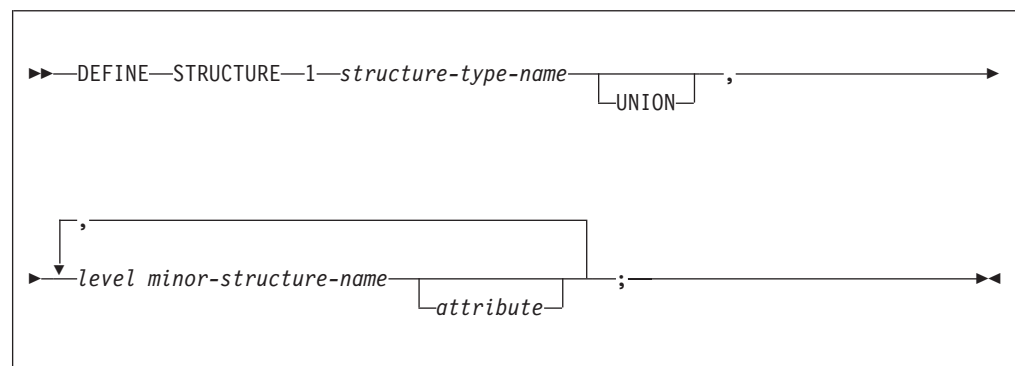 DEFINE STRUCTURE 1 structure-type-name ,
UNION
,
level minor-structure-name ;
attribute